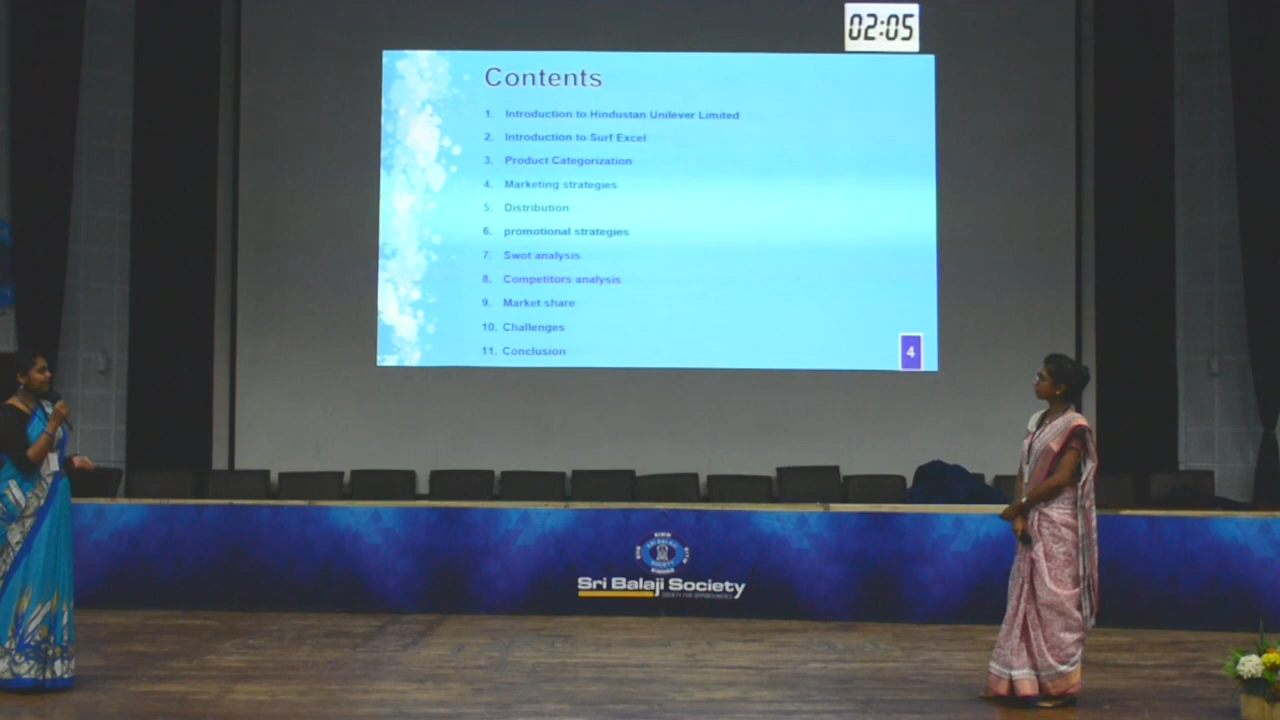 02:05
Contents
1. Introduction to Hindustan Unilever Limited
2. Introduction to Surf Excel
3. Product Categorization
4. Marketing strategies
5. Distribution
6. promotional strategies
7. Swot analysis
8. Competitors analysis
9. Market share
10. Challenges
11. Conclusion
4
Sri Balaji Society